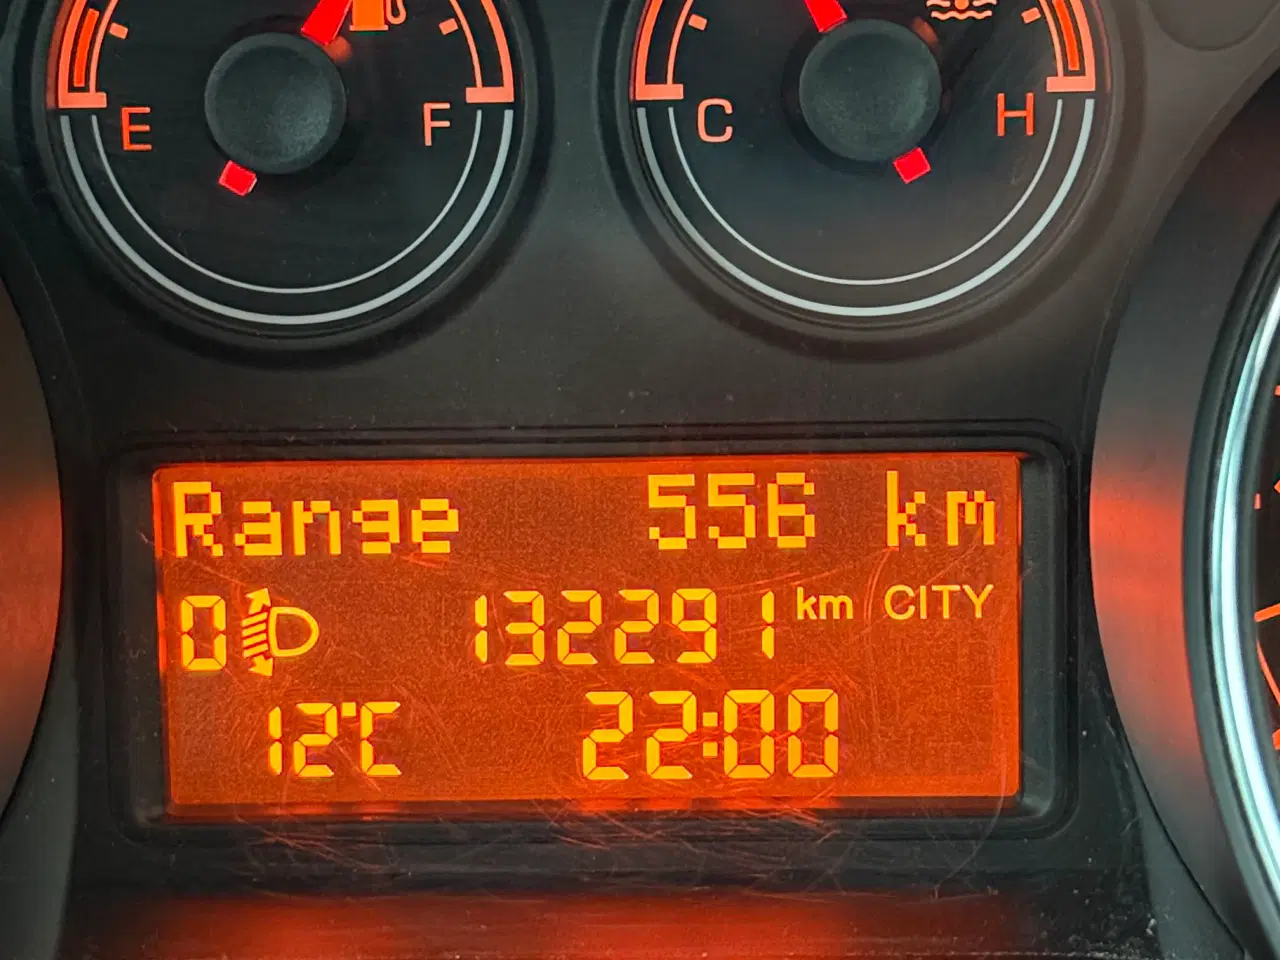 E F
C H
Range 556 km
0 132291 km CITY
12°C 22:00